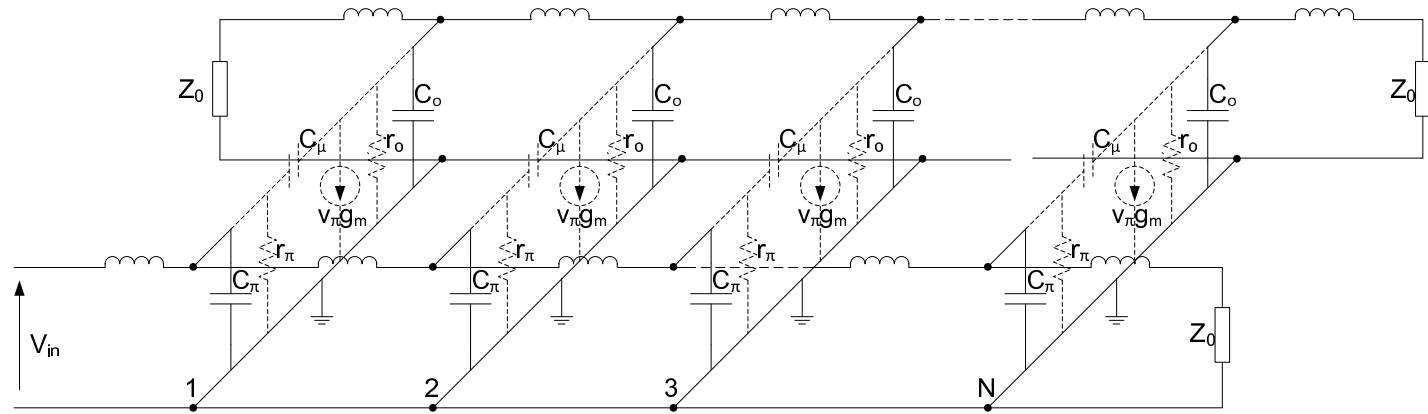 Z₀ Cₒ Cₒ Cₒ Cₒ Z₀
Cμ rₒ Cμ rₒ Cμ rₒ Cμ rₒ
vπgm vπgm vπgm vπgm
rπ rπ rπ rπ
Cπ Cπ Cπ Cπ
Vin Z₀
1 2 3 N